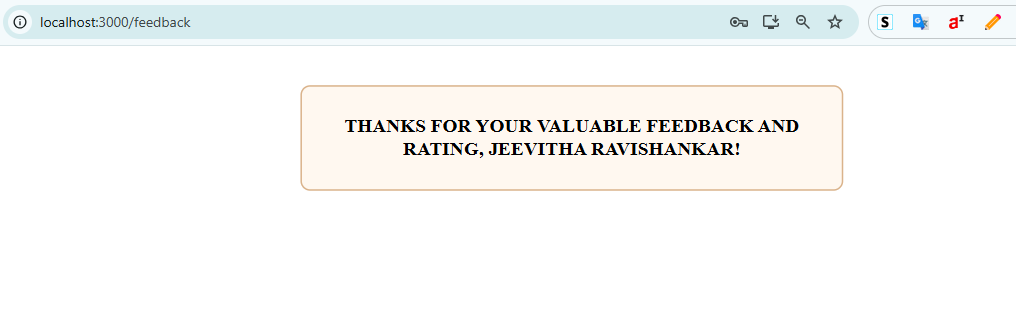 localhost:3000/feedback
THANKS FOR YOUR VALUABLE FEEDBACK AND
RATING, JEEVITHA RAVISHANKAR!